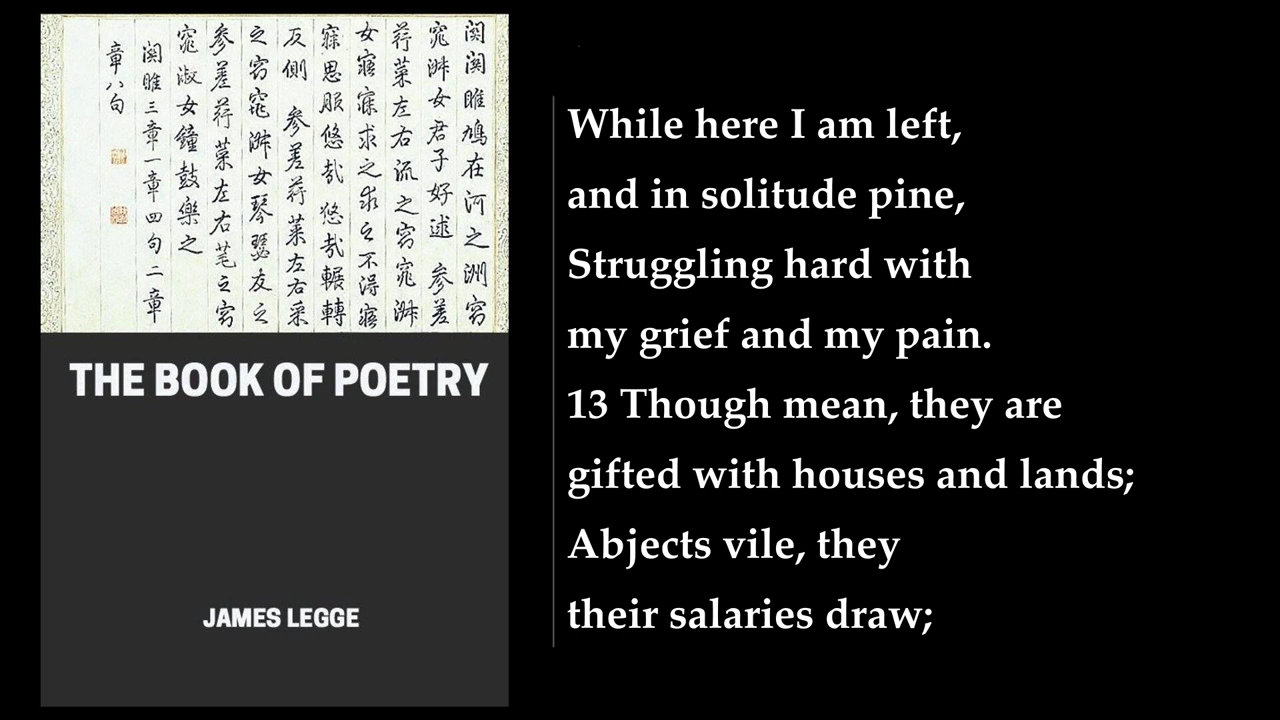 關關雎鳩在河之洲窈
窕淑女君子好逑 參差
荇菜左右流之窈窕淑
女寤寐求之求之不得寤
寐思服悠哉悠哉輾轉
反側 參差荇菜左右采
之窈窕淑女琴瑟友之
參差荇菜左右芼之窈
窕淑女鐘鼓樂之
關雎三章一章四句二章
章八句
THE BOOK OF POETRY
JAMES LEGGE
While here I am left,
and in solitude pine,
Struggling hard with
my grief and my pain.
13 Though mean, they are
gifted with houses and lands;
Abjects vile, they
their salaries draw;